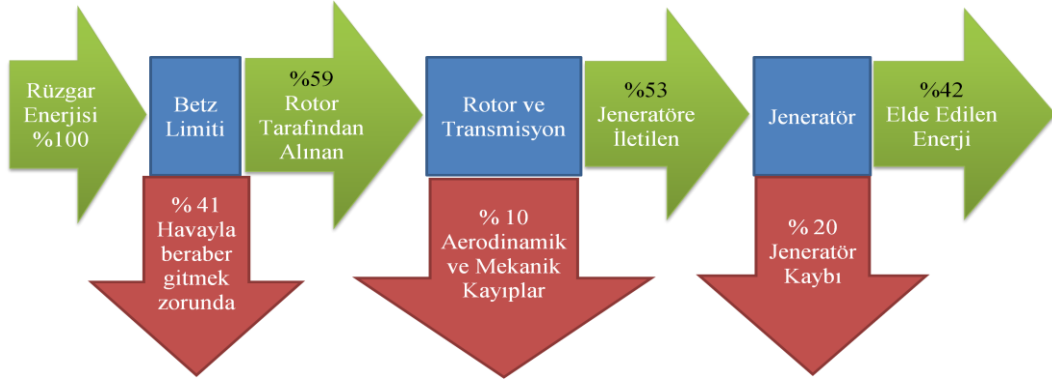 Rüzgar
Enerjisi
%100
Betz
Limiti
%59
Rotor
Tarafından
Alınan
Rotor ve
Transmisyon
%53
Jeneratöre
İletilen
Jeneratör
%42
Elde Edilen
Enerji
% 41
Havayla
beraber
gitmek
zorunda
% 10
Aerodinamik
ve Mekanik
Kayıplar
% 20
Jeneratör
Kaybı